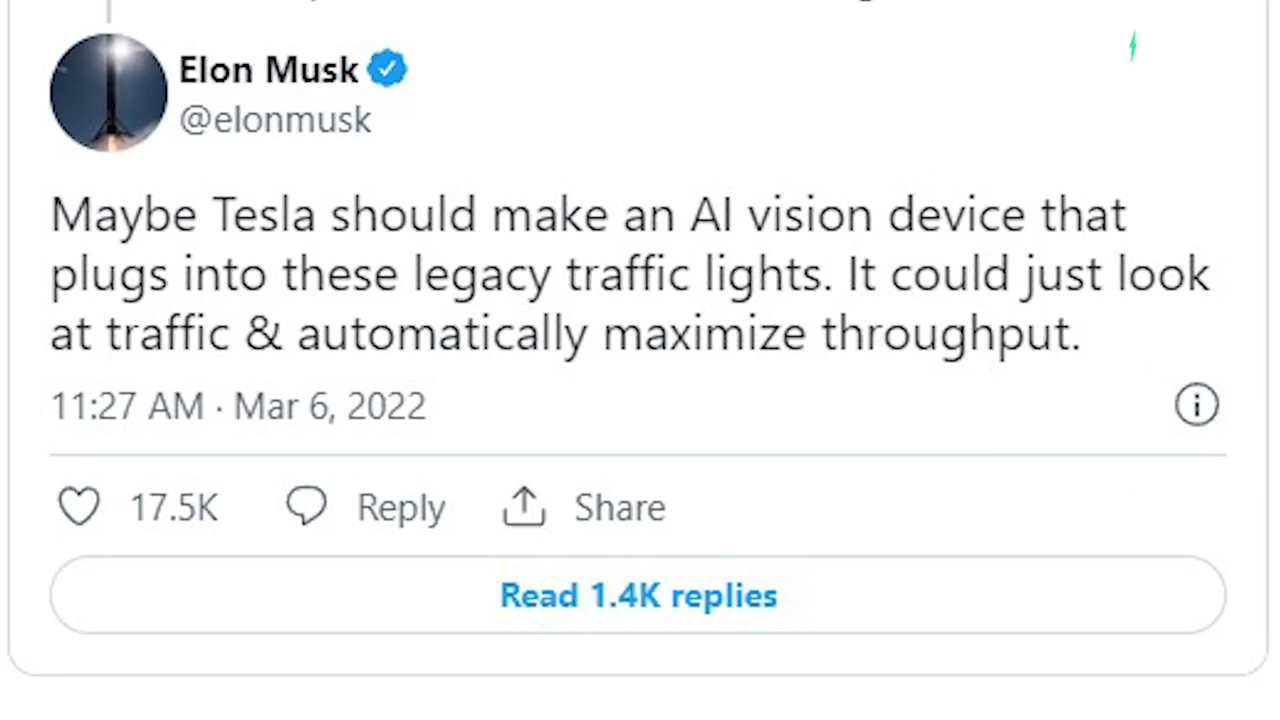 Elon Musk
@elonmusk
Maybe Tesla should make an AI vision device that
plugs into these legacy traffic lights. It could just look
at traffic & automatically maximize throughput.
11:27 AM · Mar 6, 2022
17.5K Reply Share
Read 1.4K replies